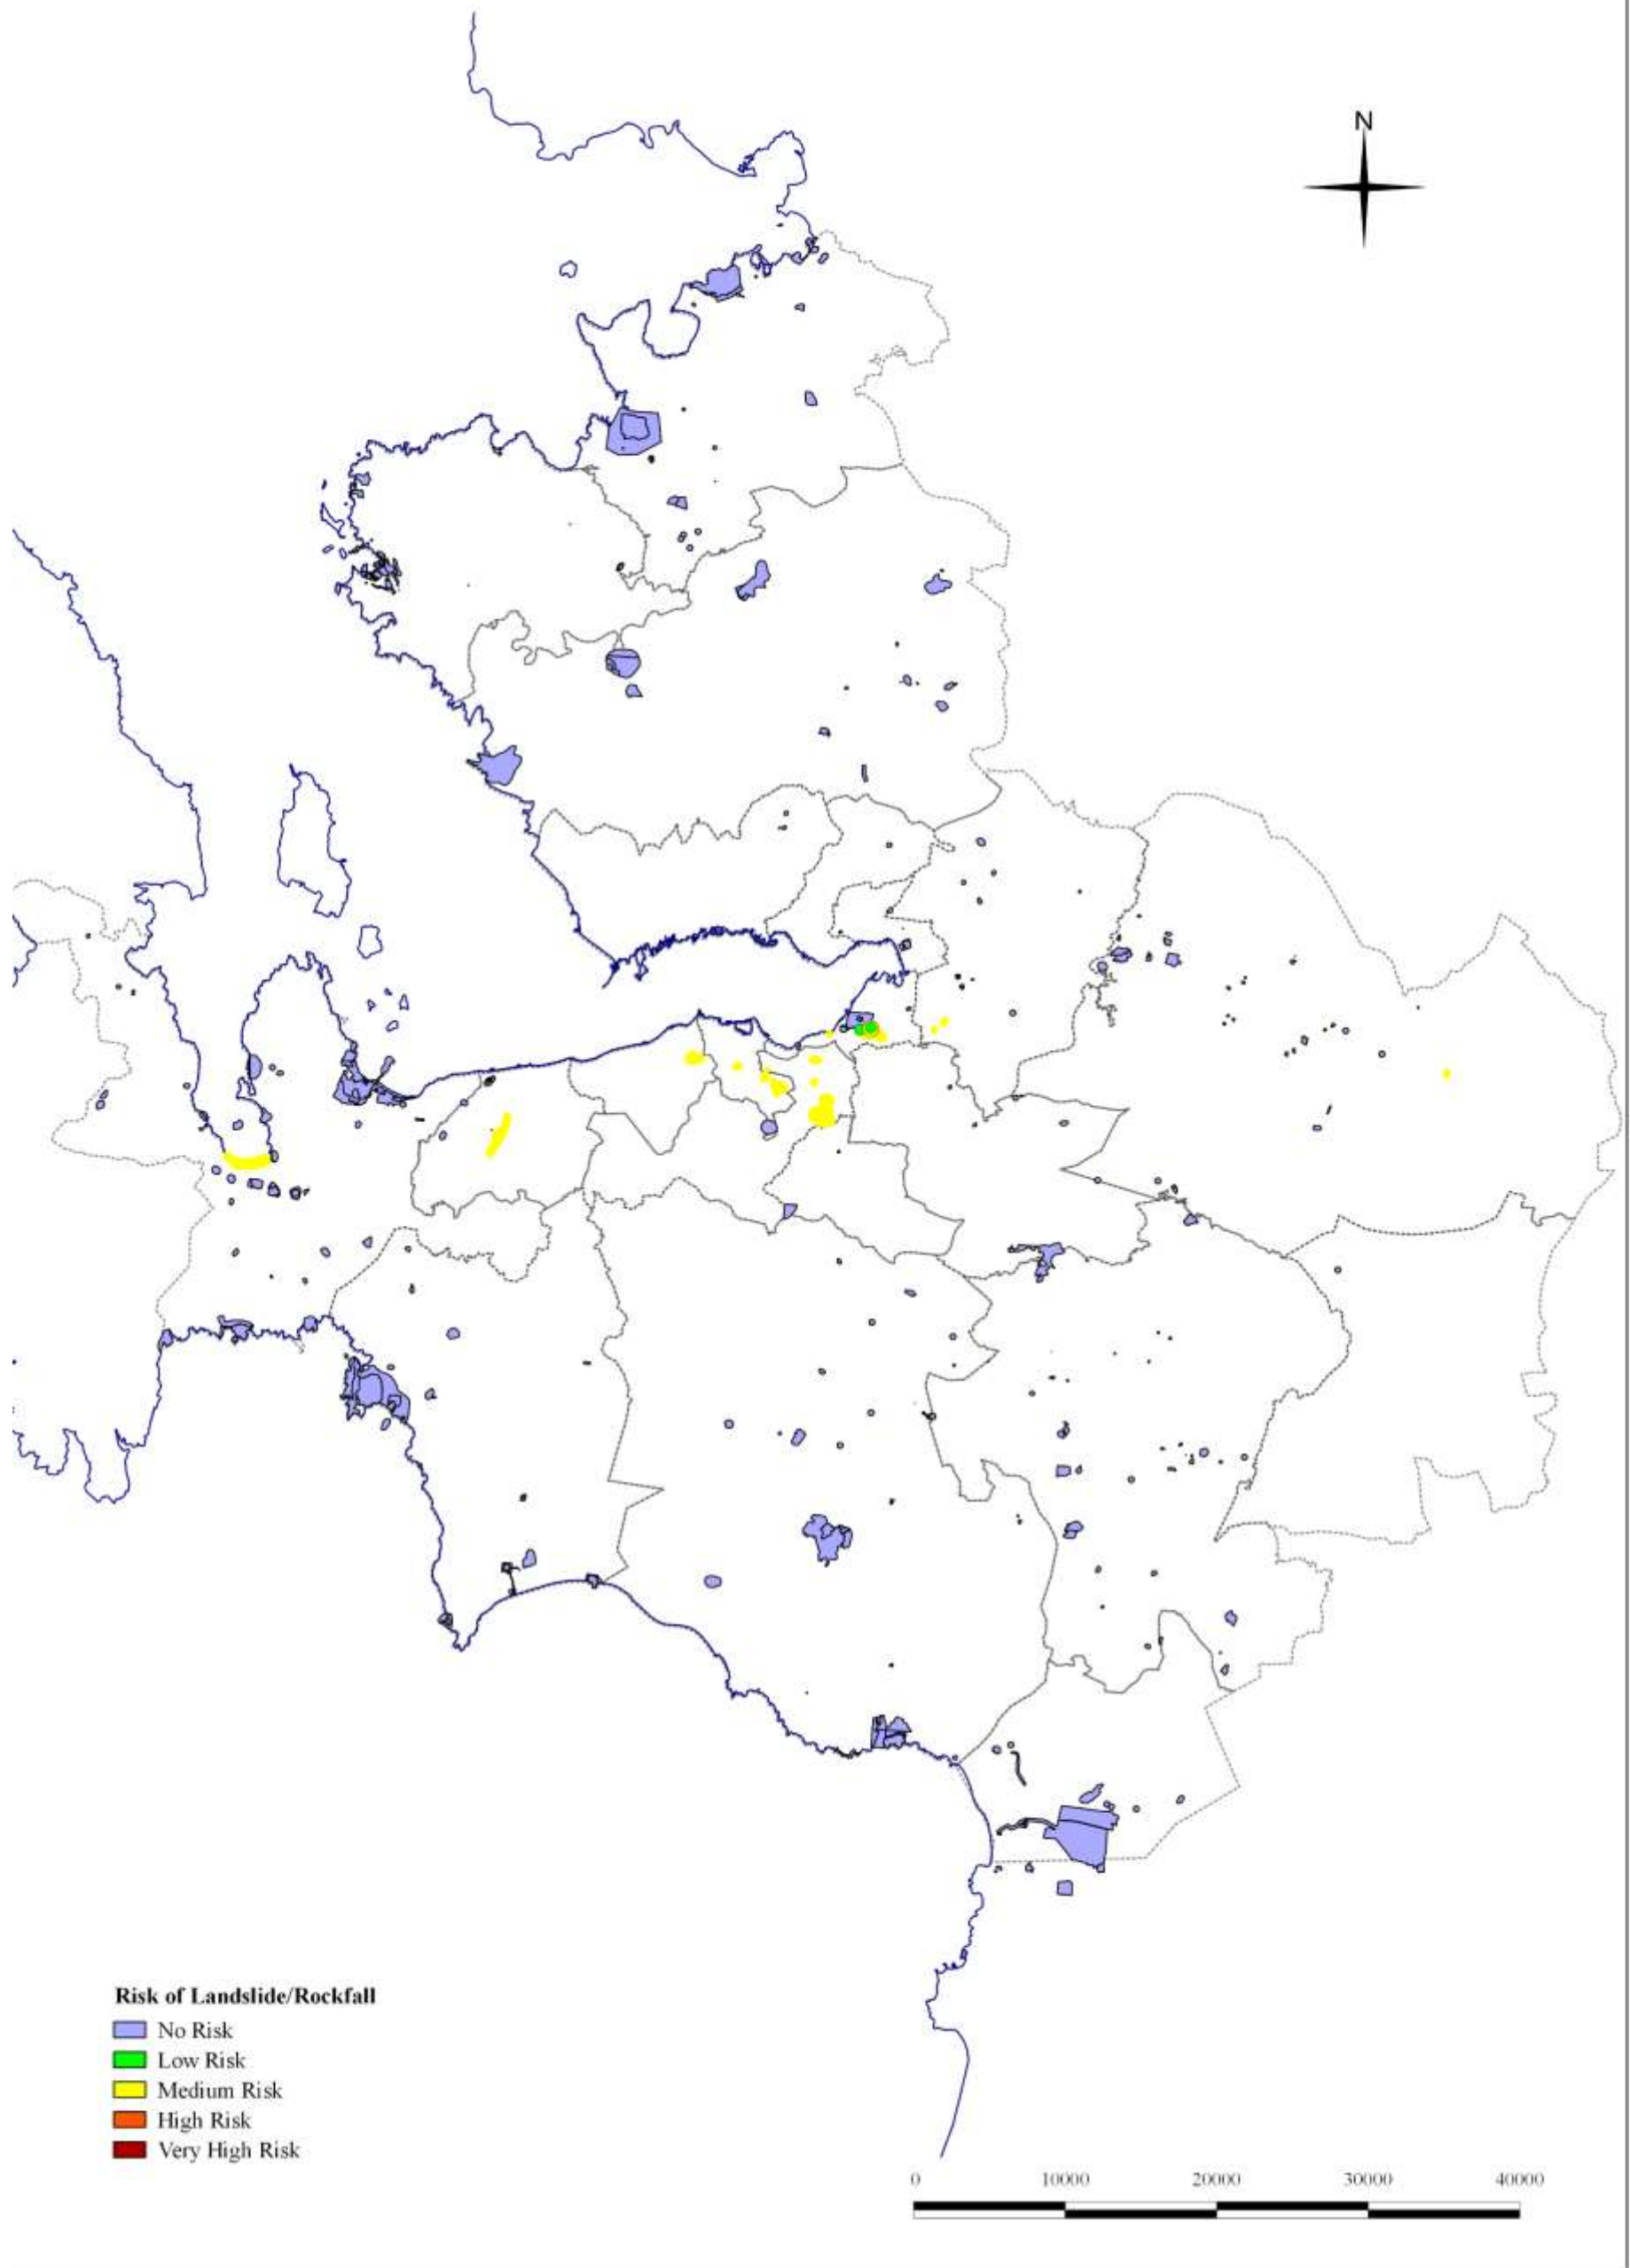 N
Risk of Landslide/Rockfall
No Risk
Low Risk
Medium Risk
High Risk
Very High Risk
0 10000 20000 30000 40000